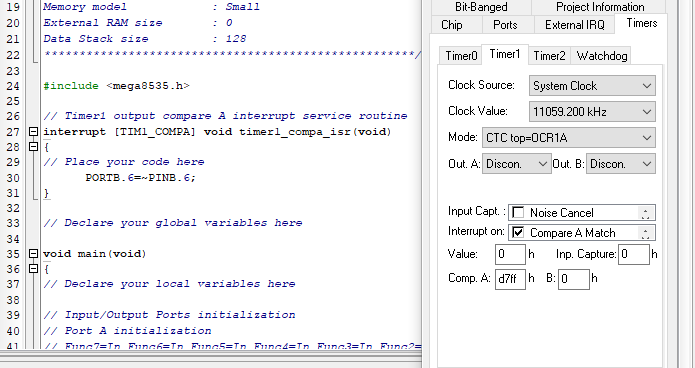 19 Memory model : Small
20 External RAM size : 0
21 Data Stack size : 128
22 *****************************************************/
23
24 #include <mega8535.h>
25
26 // Timer1 output compare A interrupt service routine
27 interrupt [TIM1_COMPA] void timer1_compa_isr(void)
28 {
29 // Place your code here
30 PORTB.6=~PINB.6;
31 }
32
33 // Declare your global variables here
34
35 void main(void)
36 {
37 // Declare your local variables here
38
39 // Input/Output Ports initialization
40 // Port A initialization
41 // Func7=In Func6=In Func5=In Func4=In Func3=In Func2=
Bit-Banged Project Information
Chip Ports External IRQ Timers
Timer0 Timer1 Timer2 Watchdog
Clock Source: System Clock
Clock Value: 11059.200 kHz
Mode: CTC top=OCR1A
Out. A: Discon. Out. B: Discon.
Input Capt. : Noise Cancel
Interrupt on: Compare A Match
Value: 0 h Inp. Capture: 0 h
Comp. A: d7ff h B: 0 h